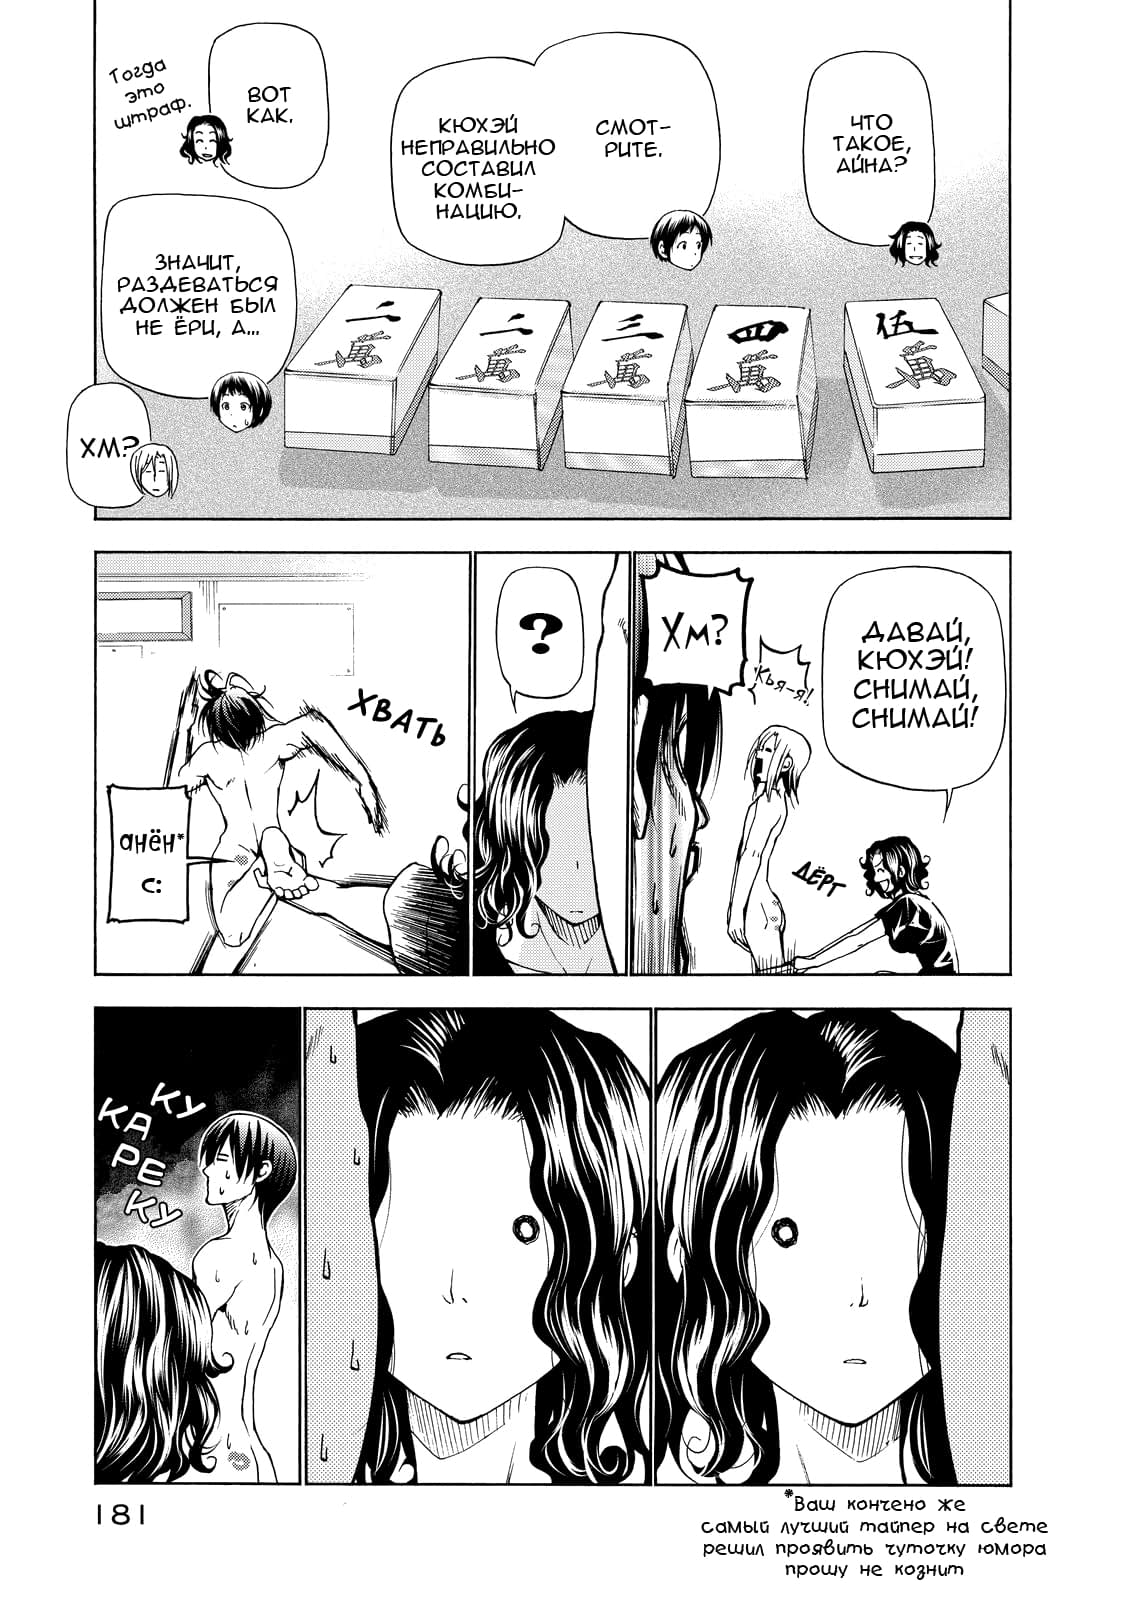 ЧТО
ТАКОЕ,
АЙНА?
СМОТ-
РИТЕ.
КЮХЭЙ
НЕПРАВИЛЬНО
СОСТАВИЛ
КОМБИ-
НАЦИЮ.
ВОТ
КАК.
Тогда
это
штраф.
ЗНАЧИТ,
РАЗДЕВАТЬСЯ
ДОЛЖЕН БЫЛ
НЕ ЁРИ, А...
ХМ?
二萬
二萬
三萬
四萬
伍萬
ДАВАЙ,
КЮХЭЙ!
СНИМАЙ,
СНИМАЙ!
Кья-я!
ДЁРГ
Хм?
?
ХВАТЬ
анён*
с:
КУ
КА
РЕ
КУ
181
*Ваш кончено же
самый лучший тайпер на свете
решил проявить чуточку юмора
прошу не кознит